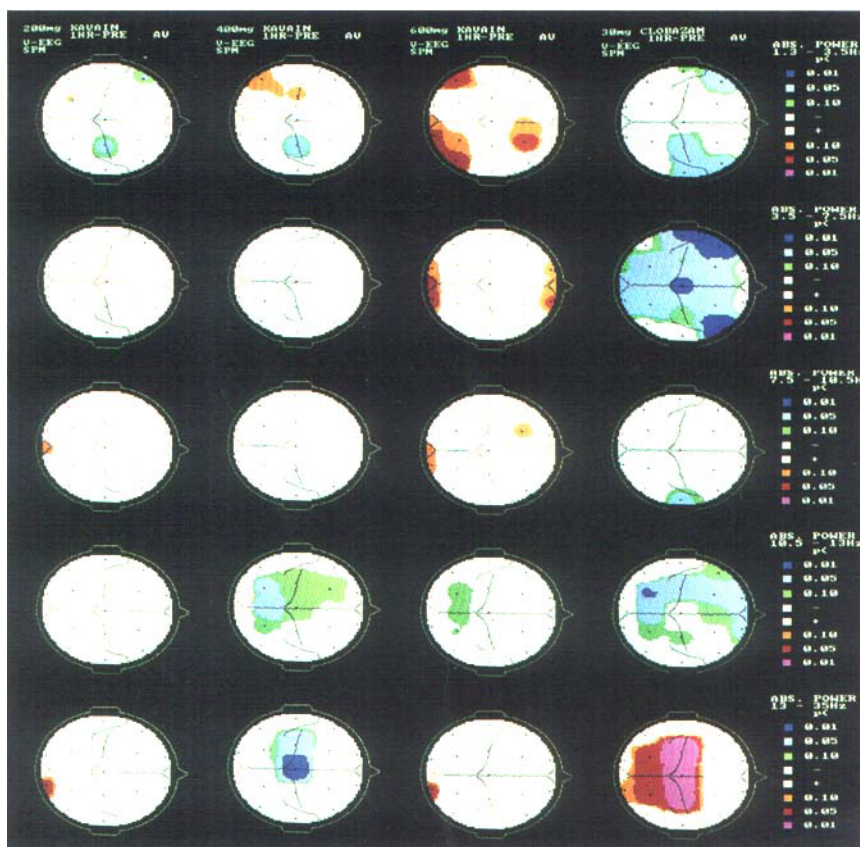 200mg KAVAIN
1HR-PRE AV
V-EEG
SPM
400mg KAVAIN
1HR-PRE AV
V-EEG
SPM
600mg KAVAIN
1HR-PRE AV
V-EEG
SPM
30mg CLOBAZAM
1HR-PRE AV
V-EEG
SPM
ABS. POWER
1.3 - 3.5Hz
p<
0.01
0.05
0.10
-
+
0.10
0.05
0.01
ABS. POWER
3.5 - 7.5Hz
p<
0.01
0.05
0.10
-
+
0.10
0.05
0.01
ABS. POWER
7.5 - 10.5Hz
p<
0.01
0.05
0.10
-
+
0.10
0.05
0.01
ABS. POWER
10.5 - 13Hz
p<
0.01
0.05
0.10
-
+
0.10
0.05
0.01
ABS. POWER
13 - 35Hz
p<
0.01
0.05
0.10
-
+
0.10
0.05
0.01